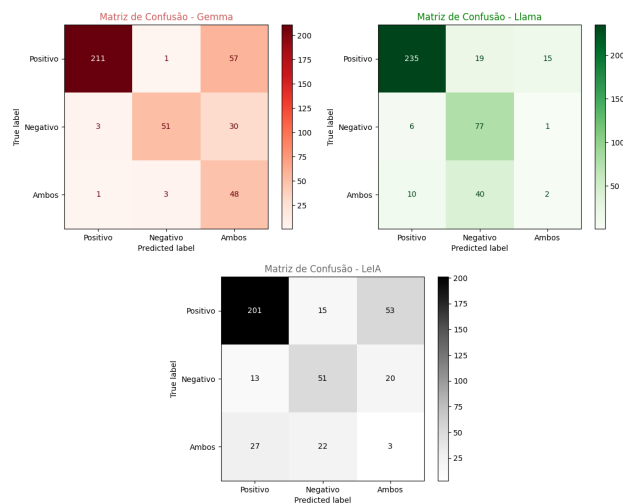 Matriz de Confusão - Gemma
True label
Positivo
Negativo
Ambos
211 1 57
3 51 30
1 3 48
Positivo Negativo Ambos
Predicted label
200
175
150
125
100
75
50
25
Matriz de Confusão - Llama
True label
Positivo
Negativo
Ambos
235 19 15
6 77 1
10 40 2
Positivo Negativo Ambos
Predicted label
200
150
100
50
Matriz de Confusão - LeIA
True label
Positivo
Negativo
Ambos
201 15 53
13 51 20
27 22 3
Positivo Negativo Ambos
Predicted label
200
175
150
125
100
75
50
25